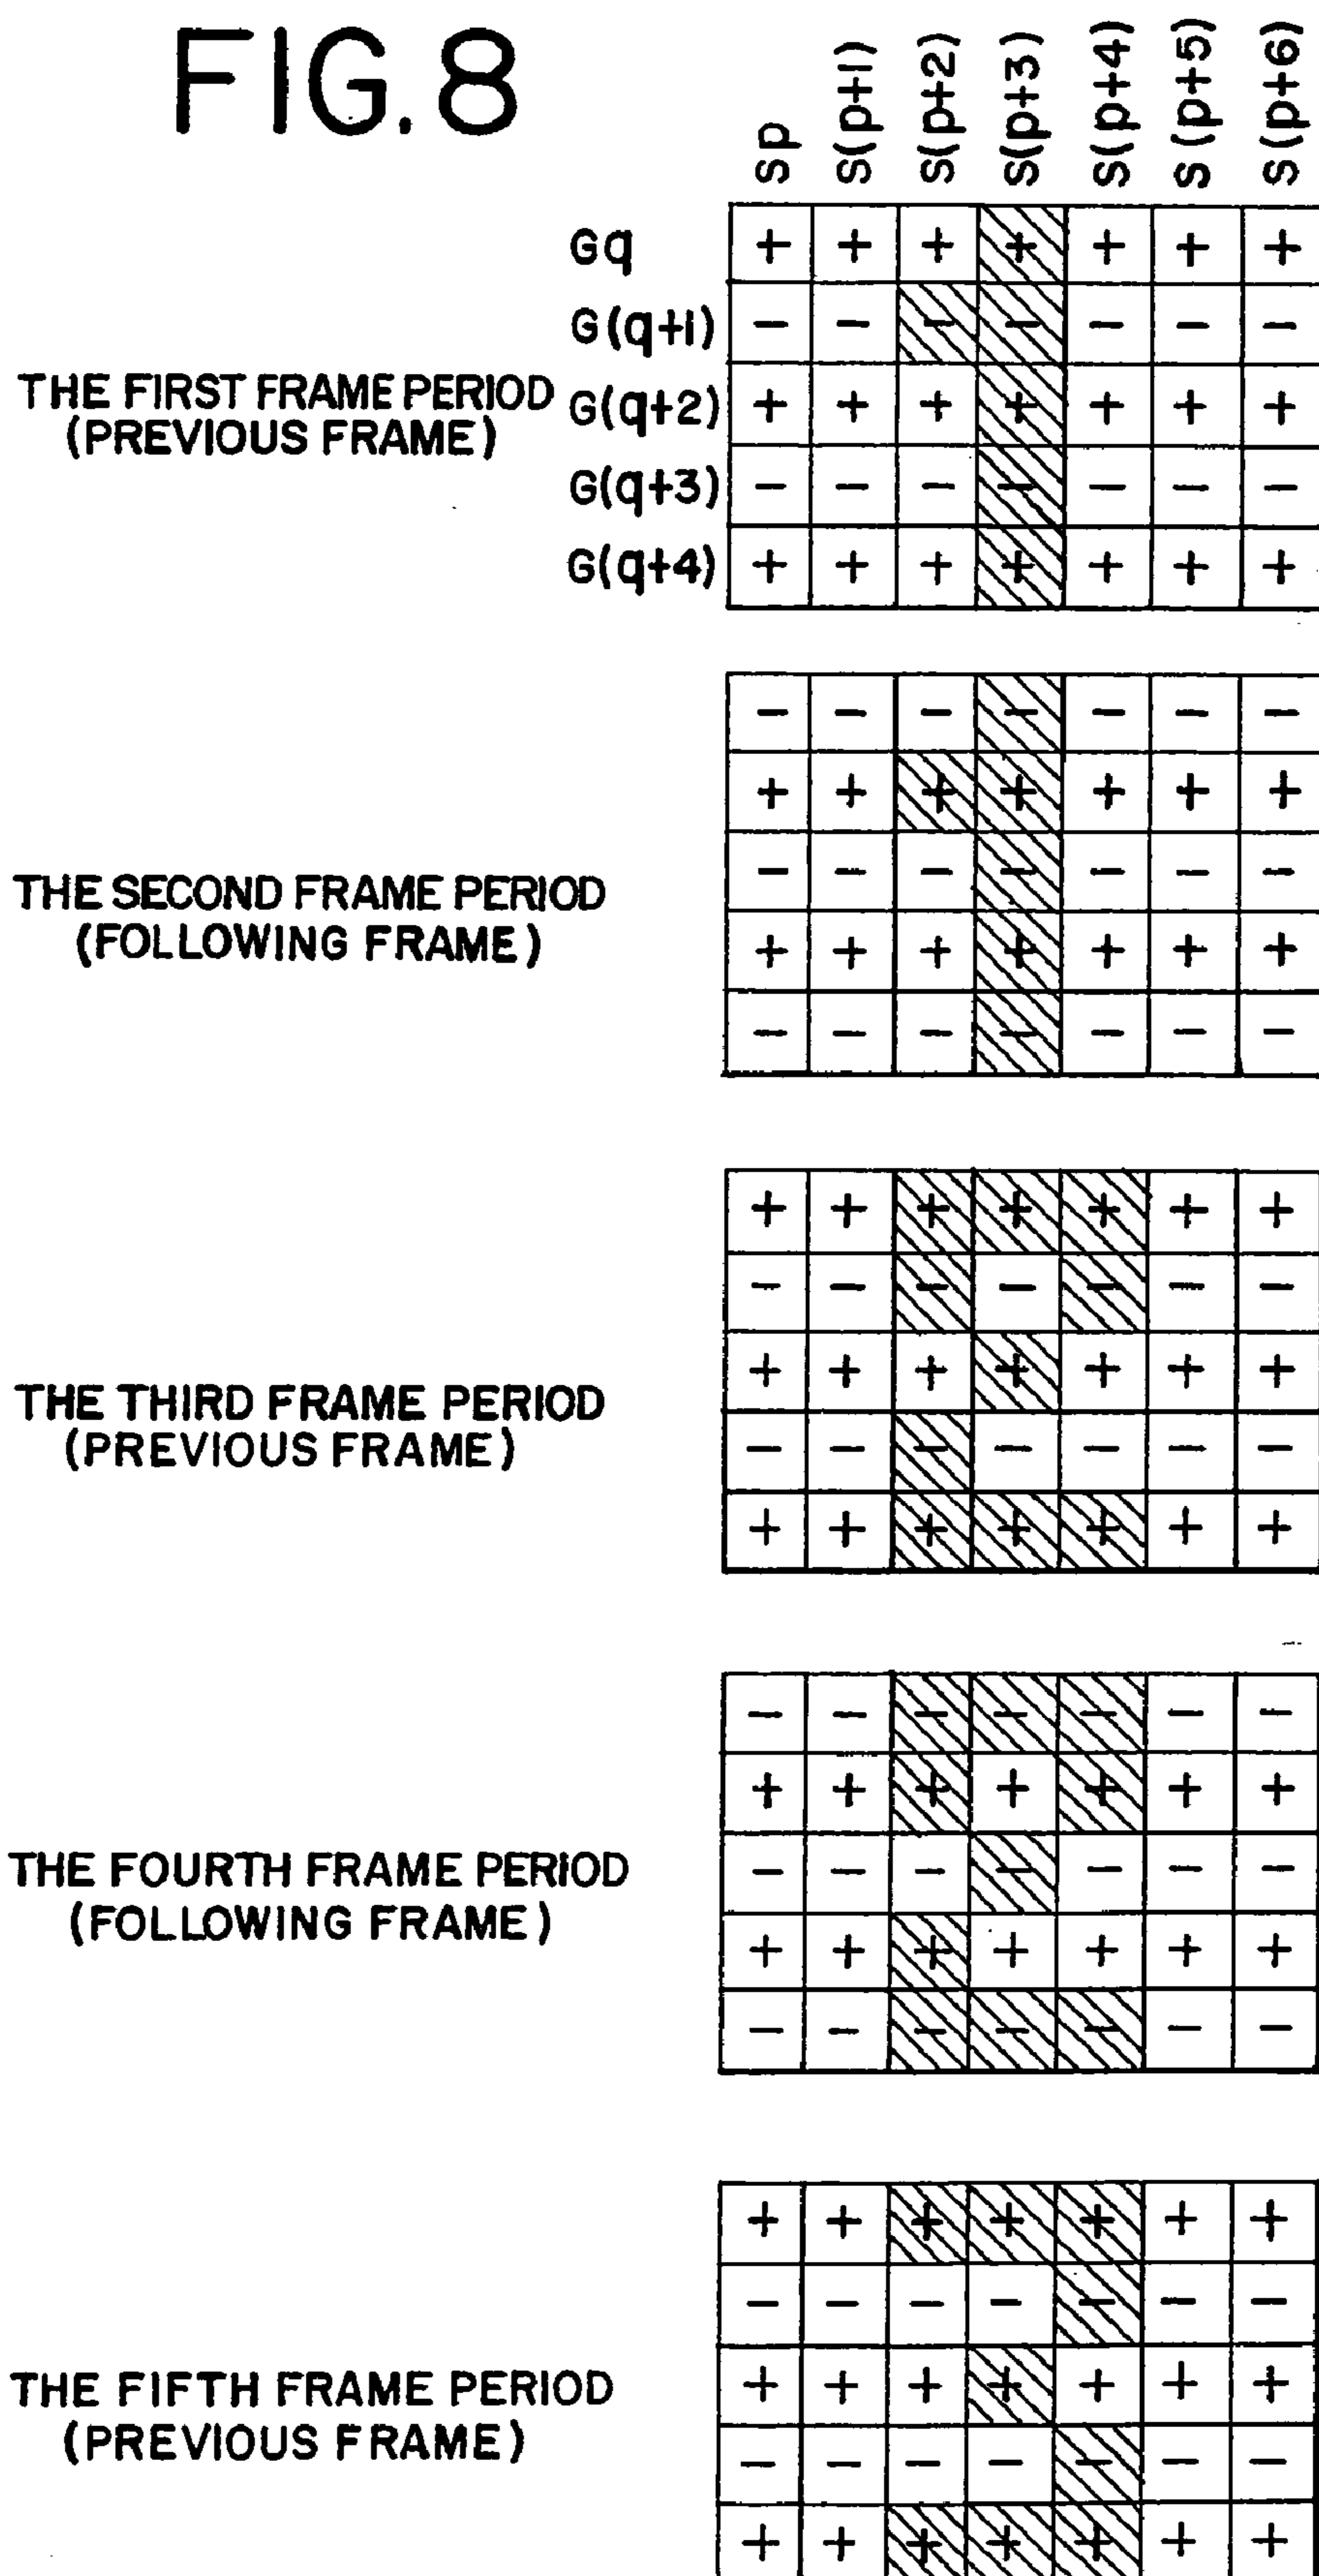 FIG.8
Sp S(p+1) S(p+2) S(p+3) S(p+4) S(p+5) S(p+6)
Gq + + + + + + +
G(q+1) − − − − − − −
G(q+2) + + + + + + +
G(q+3) − − − − − − −
G(q+4) + + + + + + +
THE FIRST FRAME PERIOD
(PREVIOUS FRAME)
− − − − − − −
+ + + + + + +
− − − − − − −
+ + + + + + +
− − − − − − −
THE SECOND FRAME PERIOD
(FOLLOWING FRAME)
+ + + + + + +
− − − − − − −
+ + + + + + +
− − − − − − −
+ + + + + + +
THE THIRD FRAME PERIOD
(PREVIOUS FRAME)
− − − − − − −
+ + + + + + +
− − − − − − −
+ + + + + + +
− − − − − − −
THE FOURTH FRAME PERIOD
(FOLLOWING FRAME)
+ + + + + + +
− − − − − − −
+ + + + + + +
− − − − − − −
+ + + + + + +
THE FIFTH FRAME PERIOD
(PREVIOUS FRAME)